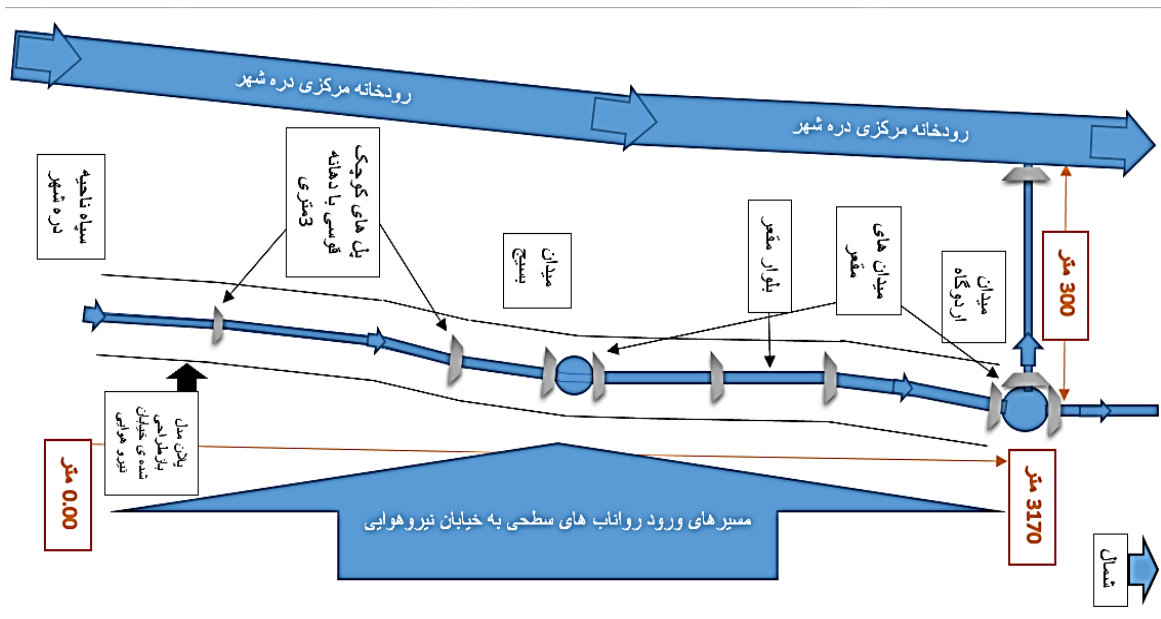 رودخانه مرکزی دره شهر
رودخانه مرکزی دره شهر
سپاه ناحیه
دره شهر
پل های کوچک
قوسی با دهانه
3متری
میدان
بسیج
بلوار مقعر
میدان های
مقعر
میدان
اردوگاه
300 متر
پلان مدل
بازطراحی
شده ی خیابان
نیرو هوایی
0.00 متر
3170 متر
مسیرهای ورود رواناب های سطحی به خیابان نیروهوایی
شمال